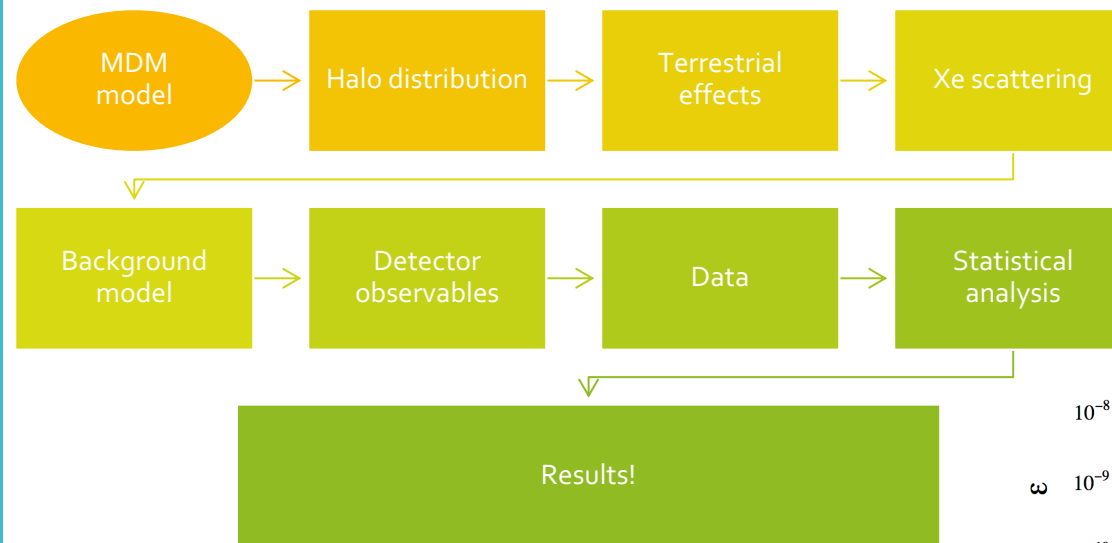 MDM
model
Halo distribution
Terrestrial
effects
Xe scattering
Background
model
Detector
observables
Data
Statistical
analysis
Results!
10⁻⁸
ε
10⁻⁹